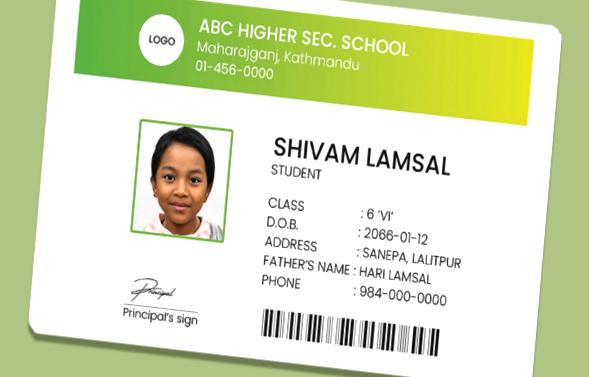 LOGO
ABC HIGHER SEC. SCHOOL
Maharajganj, Kathmandu
01-456-0000
SHIVAM LAMSAL
STUDENT
CLASS : 6 'VI'
D.O.B. : 2066-01-12
ADDRESS : SANEPA, LALITPUR
FATHER'S NAME : HARI LAMSAL
PHONE : 984-000-0000
Principal
Principal's sign